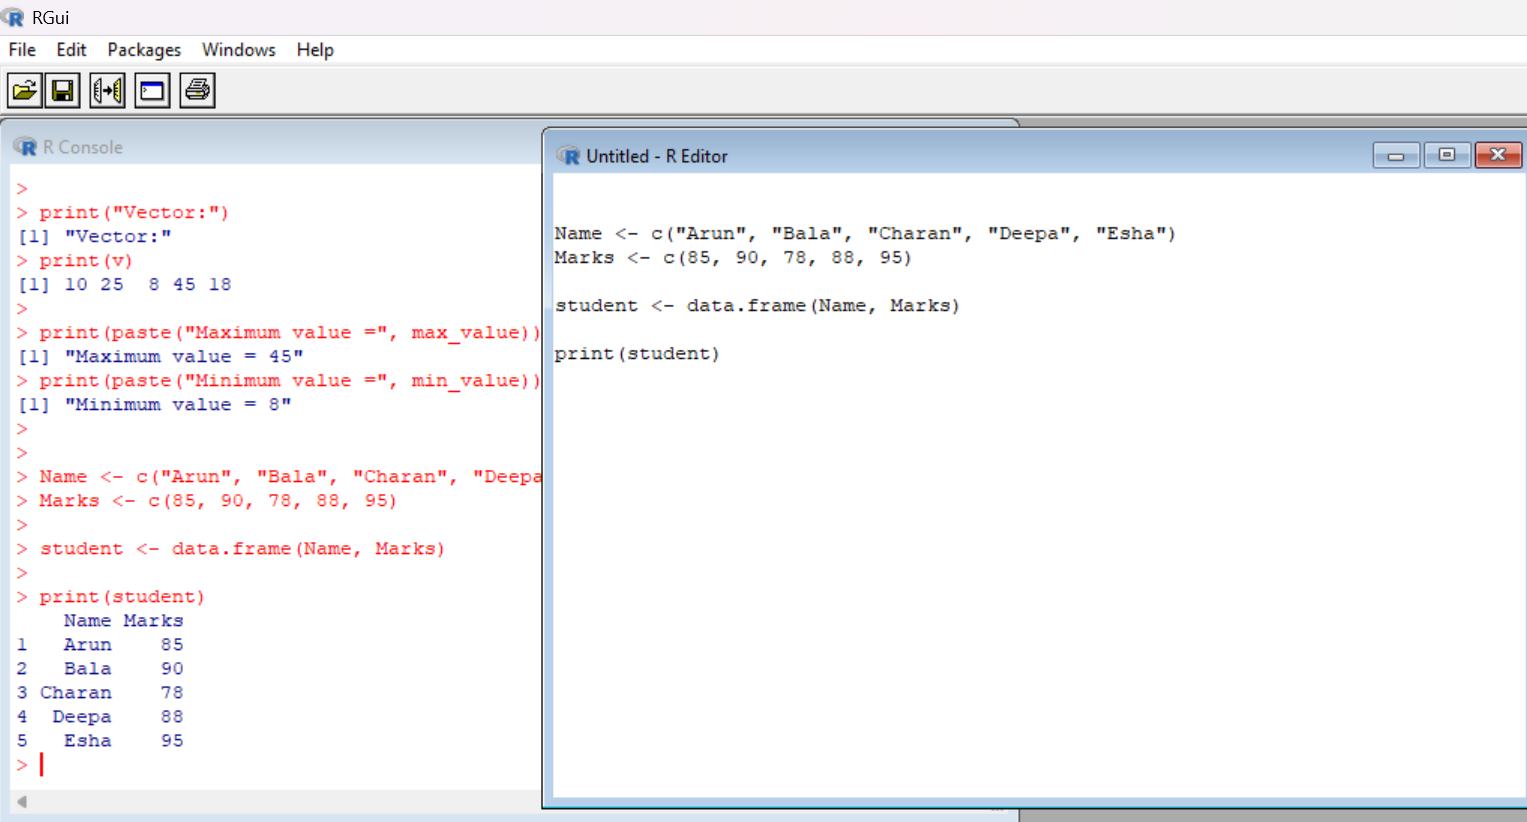 RGui
File Edit Packages Windows Help
R Console
>
> print("Vector:")
[1] "Vector:"
> print(v)
[1] 10 25  8 45 18
>
> print(paste("Maximum value =", max_value))
[1] "Maximum value = 45"
> print(paste("Minimum value =", min_value))
[1] "Minimum value = 8"
>
>
> Name <- c("Arun", "Bala", "Charan", "Deepa
> Marks <- c(85, 90, 78, 88, 95)
>
> student <- data.frame(Name, Marks)
>
> print(student)
    Name Marks
1   Arun    85
2   Bala    90
3 Charan    78
4  Deepa    88
5   Esha    95
>
Untitled - R Editor
Name <- c("Arun", "Bala", "Charan", "Deepa", "Esha")
Marks <- c(85, 90, 78, 88, 95)
student <- data.frame(Name, Marks)
print(student)